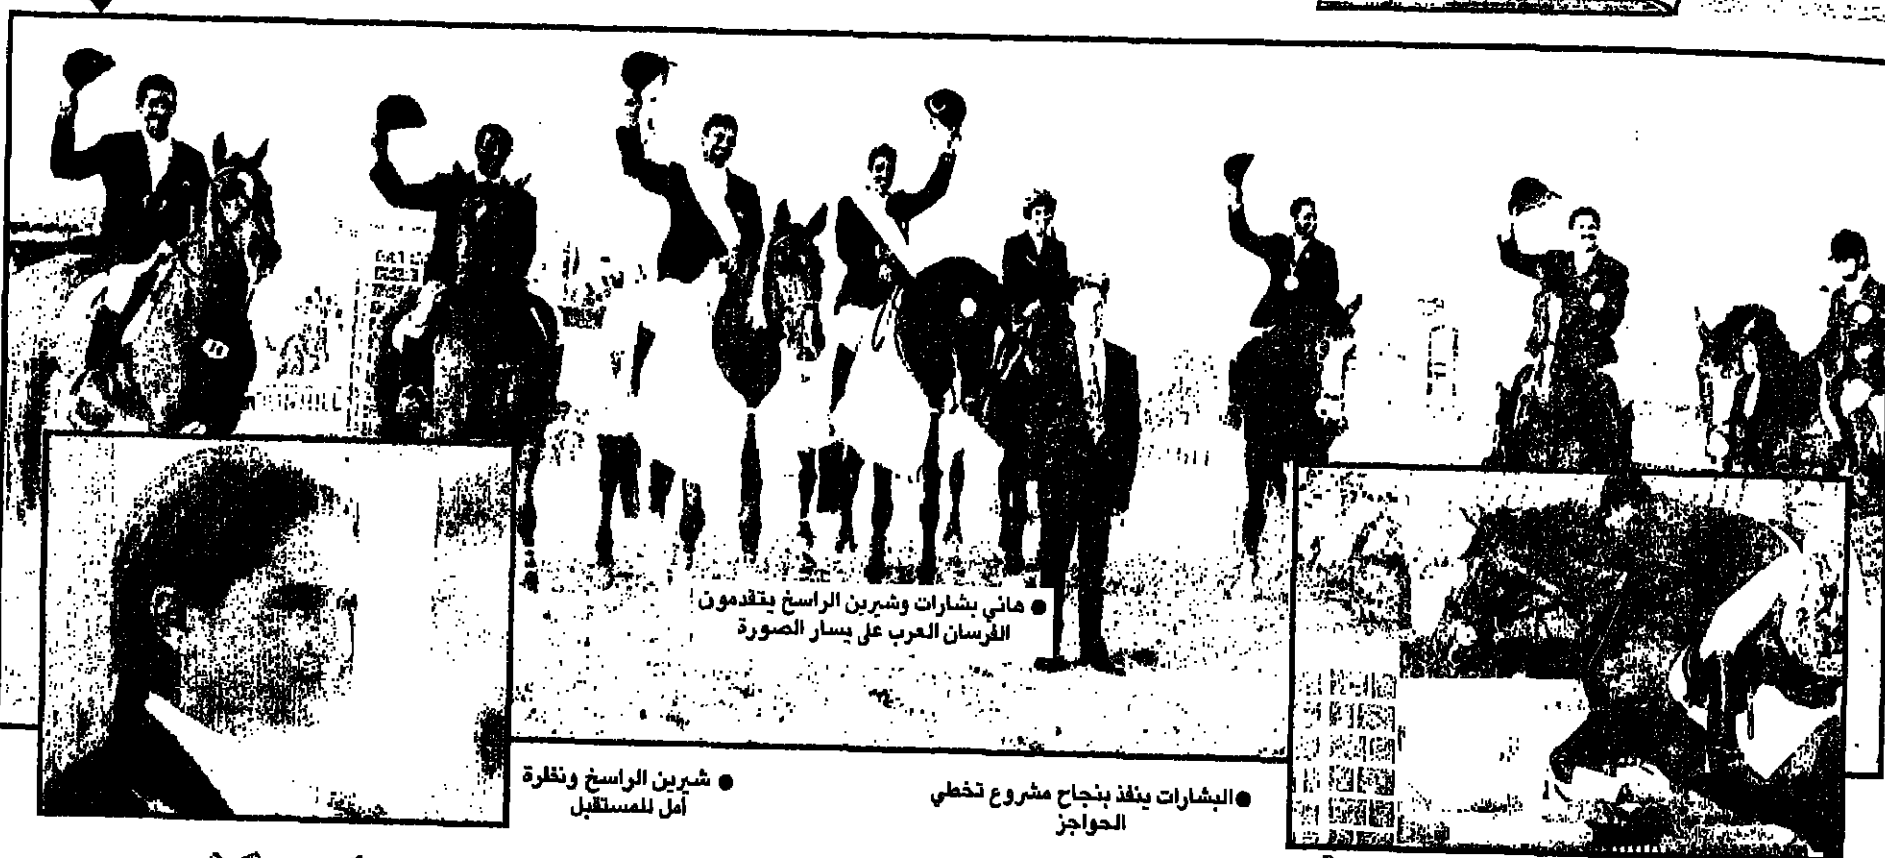 ● هاني بشارات وشيرين الراسخ يتقدمون
الفرسان العرب على يسار الصورة
● البشارات ينفذ بنجاح مشروع تخطي
الحواجز
● شيرين الراسخ ونظرة
أمل للمستقبل